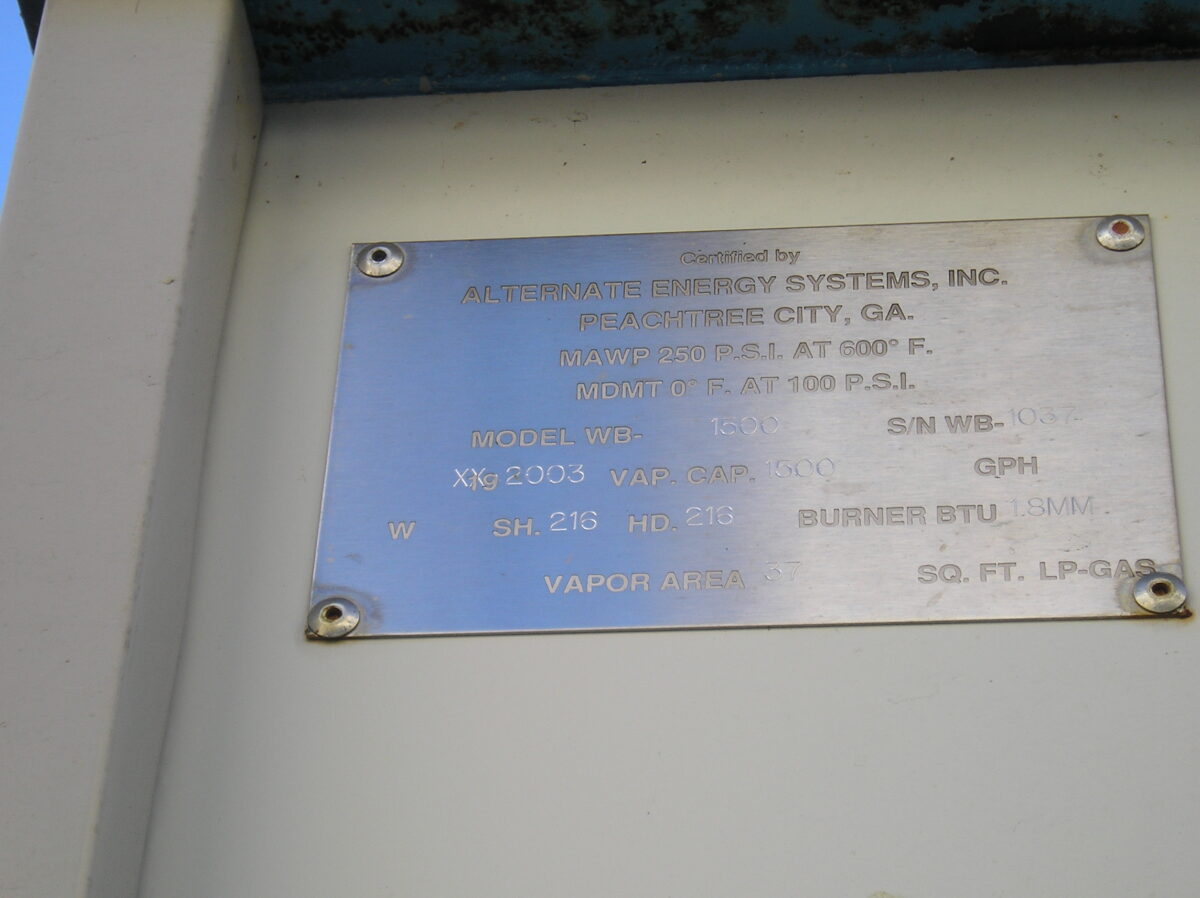 Certified by
ALTERNATE ENERGY SYSTEMS, INC.
PEACHTREE CITY, GA.
MAWP 250 P.S.I. AT 600° F.
MDMT 0° F. AT 100 P.S.I.
MODEL WB- 1500 S/N WB-1037
2003 VAP. CAP. 1500 GPH
W SH. 216 HD. 216 BURNER BTU 1.8MM
VAPOR AREA 37 SQ. FT. LP-GAS